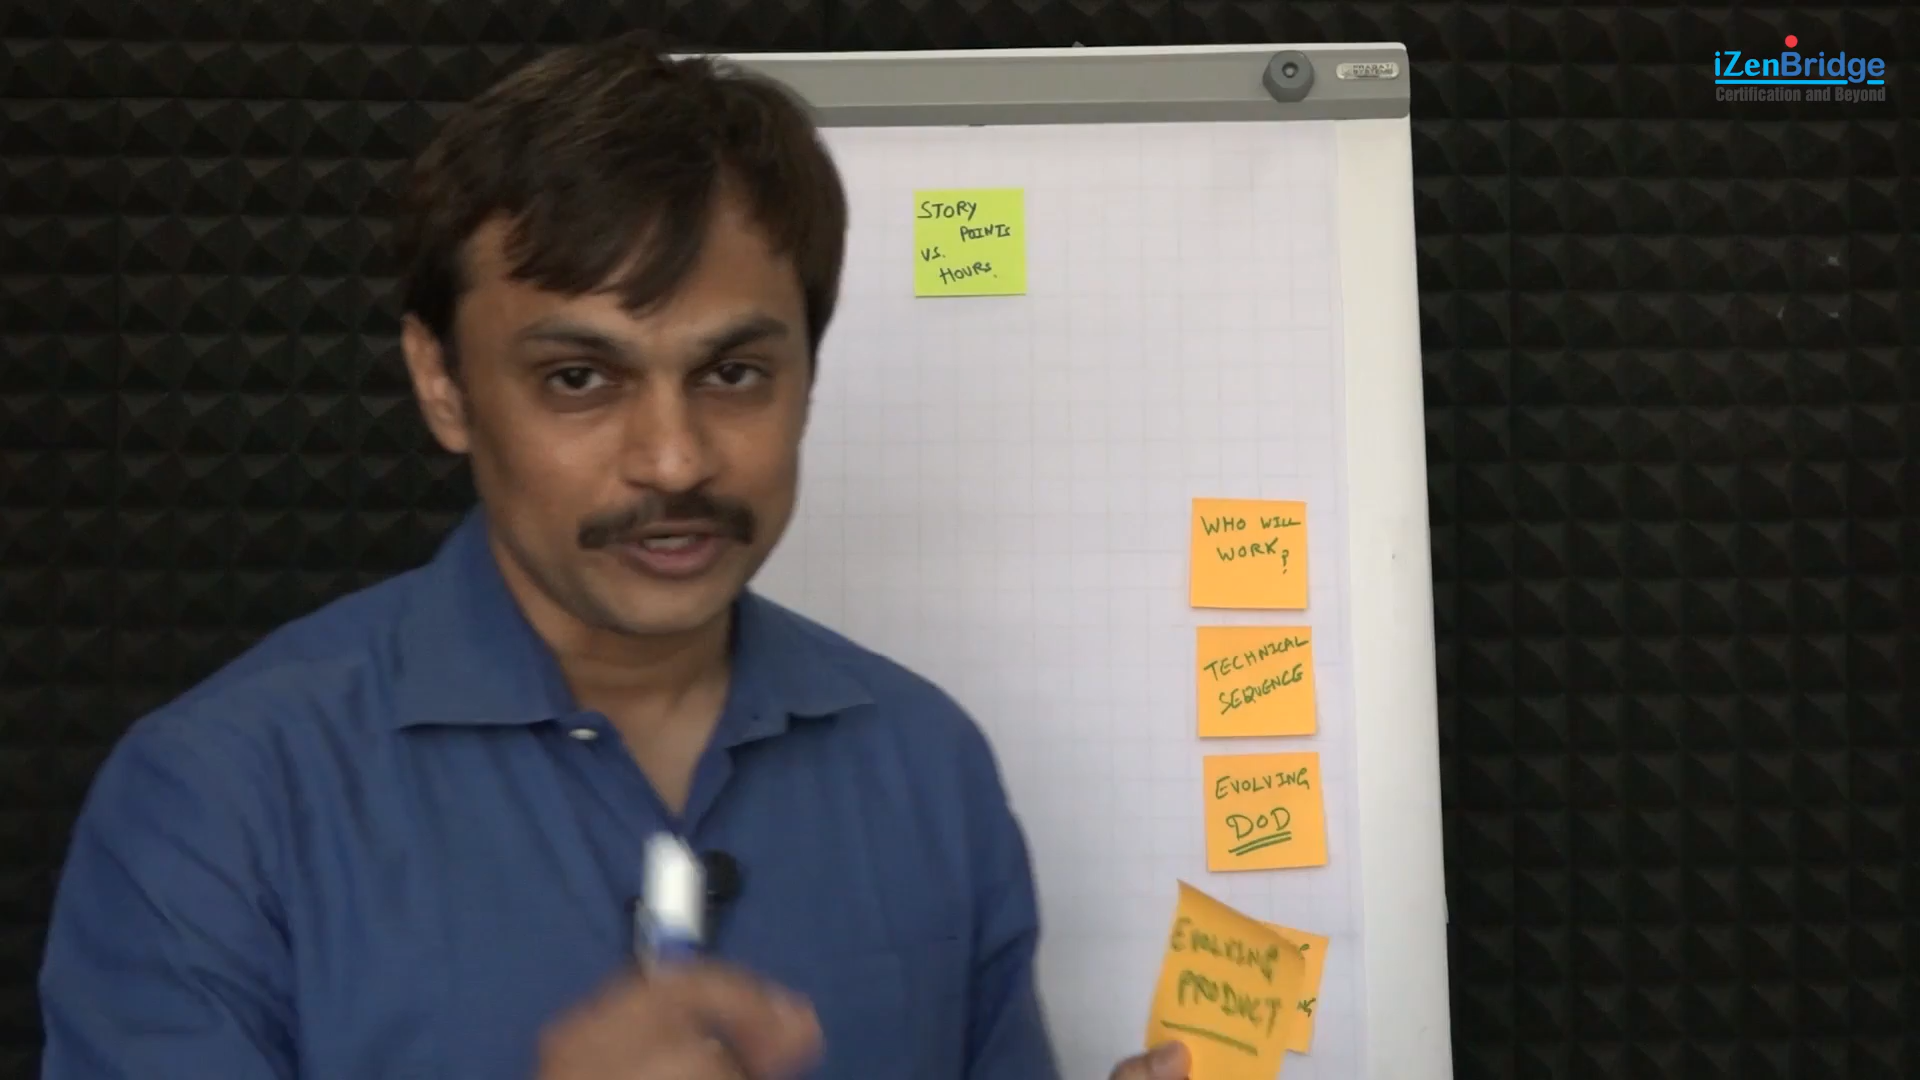 iZenBridge
Certification and Beyond
STORY
POINTS
VS.
HOURS.
WHO WILL
WORK?
TECHNICAL
SEQUENCE
EVOLVING
DOD
EVOLVING
PRODUCT